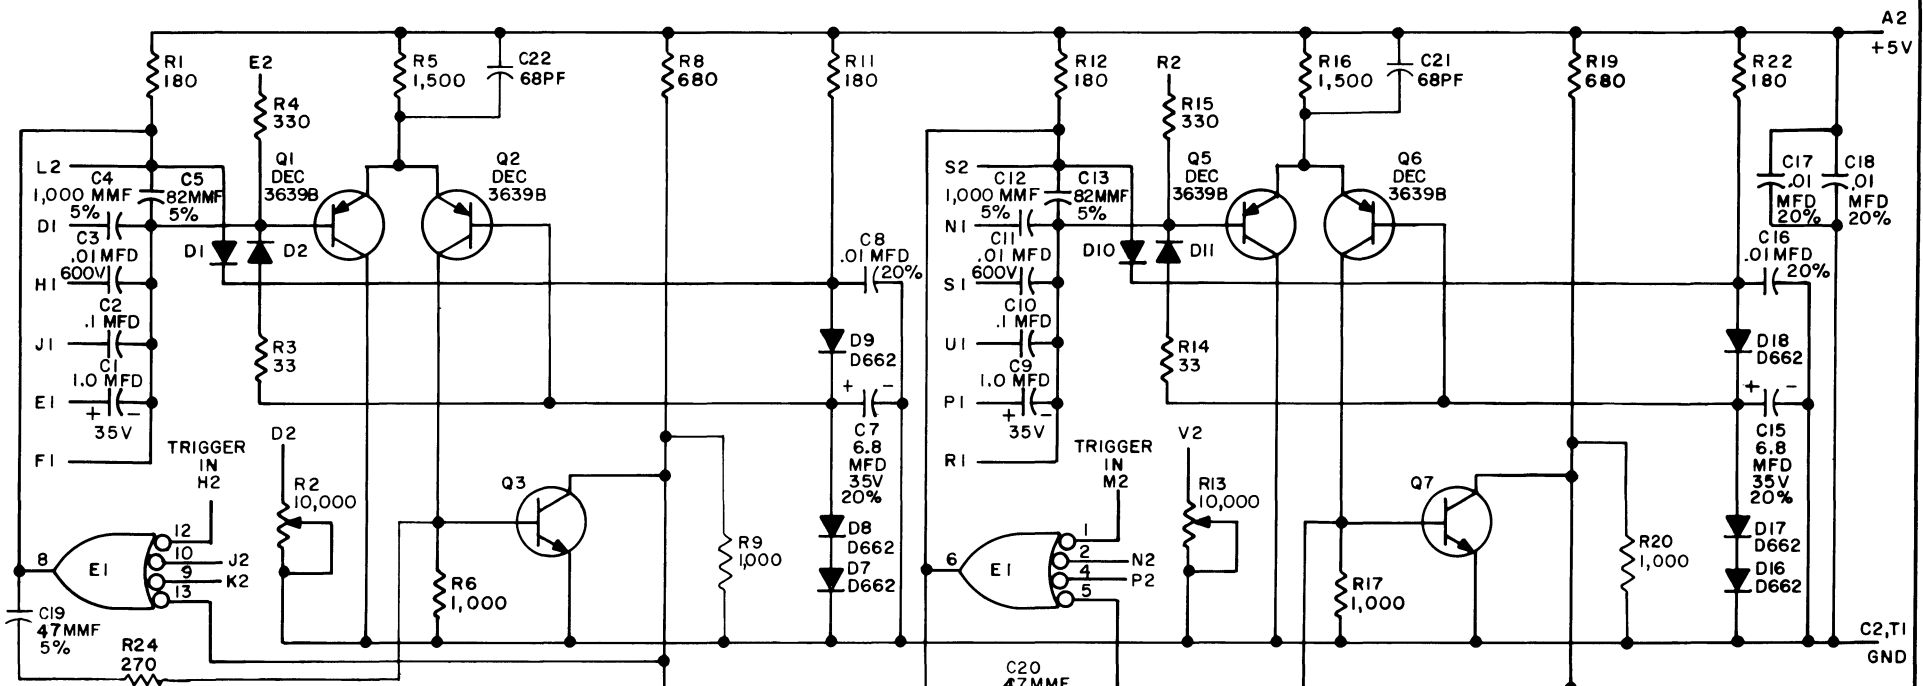 A2
+5V
R1
180
E2
R4
330
R5
1,500
C22
68PF
R8
680
R11
180
R12
180
R2
R15
330
R16
1,500
C21
68PF
R19
680
R22
180
L2
C4
1,000 MMF
5%
C5
82MMF
5%
Q1
DEC
3639B
Q2
DEC
3639B
S2
C12
1,000 MMF
5%
C13
82MMF
5%
Q5
DEC
3639B
Q6
DEC
3639B
C17
.01
MFD
20%
C18
.01
MFD
20%
D1
C3
.01 MFD
600V
D1
D2
C8
.01 MFD
20%
N1
C11
.01 MFD
600V
D10
D11
C16
.01 MFD
20%
H1
C2
.1 MFD
S1
C10
.1 MFD
J1
C1
1.0 MFD
R3
33
D9
D662
U1
C9
1.0 MFD
R14
33
D18
D662
E1
+ -
35V
+ -
C7
6.8
MFD
35V
20%
P1
+ -
35V
+ -
C15
6.8
MFD
35V
20%
F1
TRIGGER
IN
H2
D2
R2
10,000
Q3
R1
TRIGGER
IN
M2
V2
R13
10,000
Q7
8
E1
12
10
J2
9
K2
13
R6
1,000
R9
1,000
D8
D662
D7
D662
6
E1
1
2
N2
4
P2
5
R17
1,000
R20
1,000
D17
D662
D16
D662
C19
47MMF
5%
R24
270
C20
47MMF
C2,T1
GND